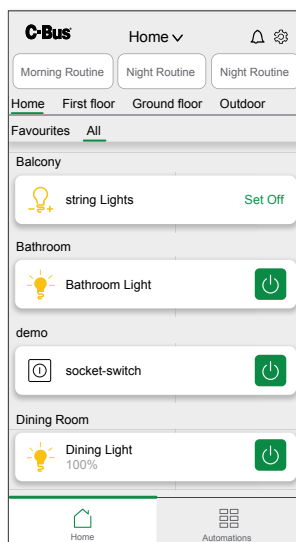 C-Bus
Home
Morning Routine
Night Routine
Night Routine
Home First floor Ground floor Outdoor
Favourites All
Balcony
string Lights Set Off
Bathroom
Bathroom Light
demo
socket-switch
Dining Room
Dining Light
100%
Home
Automations